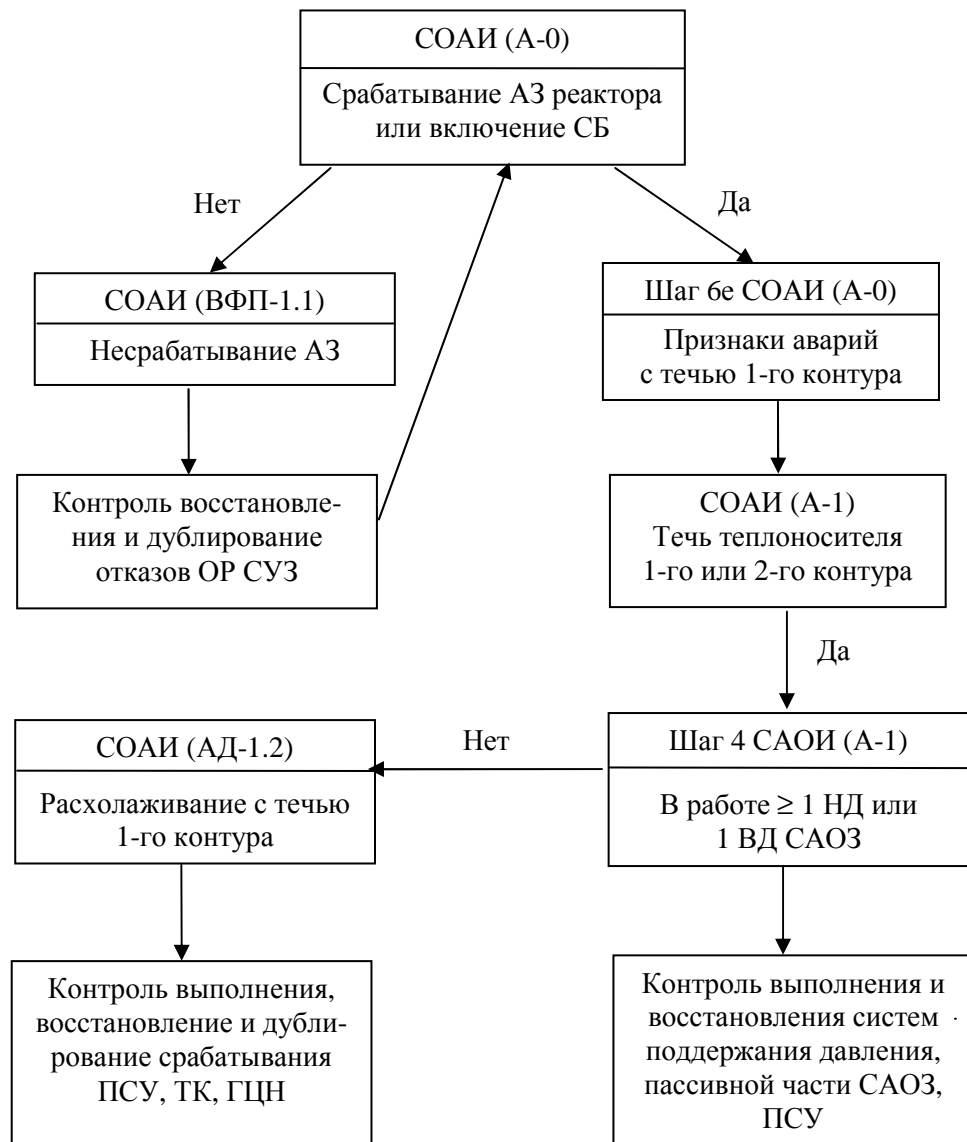 СОАИ (А-0)
Срабатывание АЗ реактора
или включение СБ
Нет
Да
СОАИ (ВФП-1.1)
Несрабатывание АЗ
Шаг 6е СОАИ (А-0)
Признаки аварий
с течью 1-го контура
Контроль восстановле-
ния и дублирование
отказов ОР СУЗ
СОАИ (А-1)
Течь теплоносителя
1-го или 2-го контура
Да
СОАИ (АД-1.2)
Расхолаживание с течью
1-го контура
Нет
Шаг 4 САОИ (А-1)
В работе ≥ 1 НД или
1 ВД САОЗ
Контроль выполнения,
восстановление и дубли-
рование срабатывания
ПСУ, ТК, ГЦН
Контроль выполнения и
восстановления систем
поддержания давления,
пассивной части САОЗ,
ПСУ